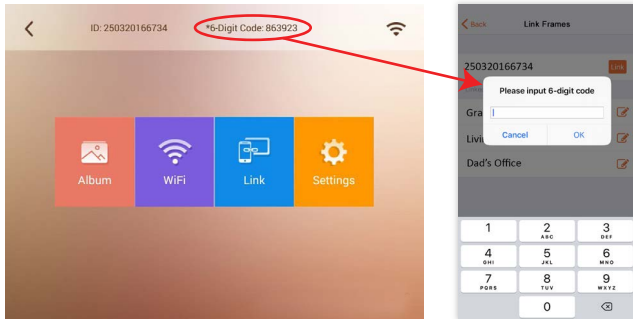 ID: 250320166734 *6-Digit Code: 863923
Album WiFi Link Settings
Back Link Frames
250320166734 Link
Please input 6-digit code
Gra
Cancel OK
Livi
Dad's Office
1 2 3
ABC DEF
4 5 6
GHI JKL MNO
7 8 9
PQRS TUV WXYZ
0